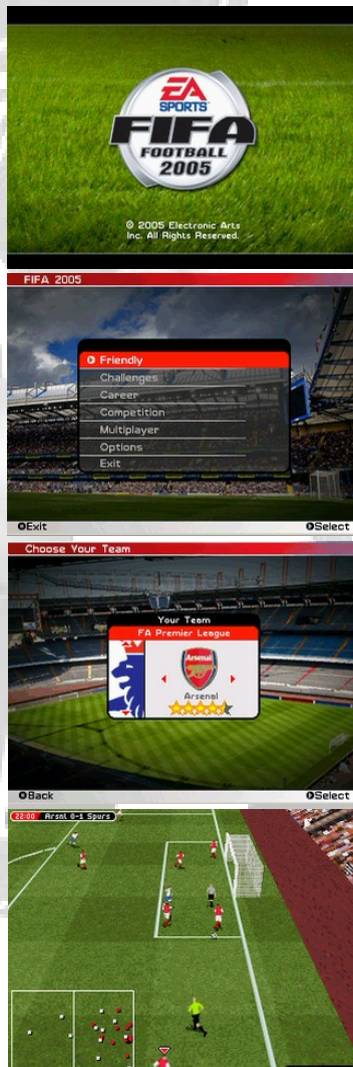 EA
SPORTS
FIFA
FOOTBALL
2005
© 2005 Electronic Arts
Inc. All Rights Reserved.
FIFA 2005
Friendly
Challenges
Career
Competition
Multiplayer
Options
Exit
Exit Select
Choose Your Team
Your Team
FA Premier League
Arsenal
Arsenal
Back Select
22:00 Arsnl 0-1 Spurs